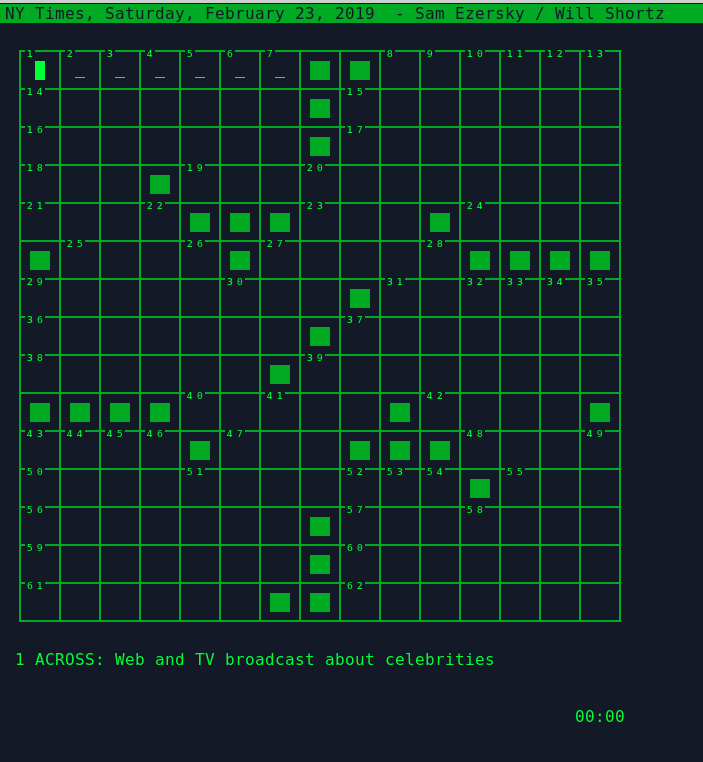 NY Times, Saturday, February 23, 2019  - Sam Ezersky / Will Shortz
1 2 3 4 5 6 7 8 9 10 11 12 13
_ _ _ _ _ _
14 15
16 17
18 19 20
21 22 23 24
25 26 27 28
29 30 31 32 33 34 35
36 37
38 39
40 41 42
43 44 45 46 47 48 49
50 51 52 53 54 55
56 57 58
59 60
61 62
1 ACROSS: Web and TV broadcast about celebrities
00:00